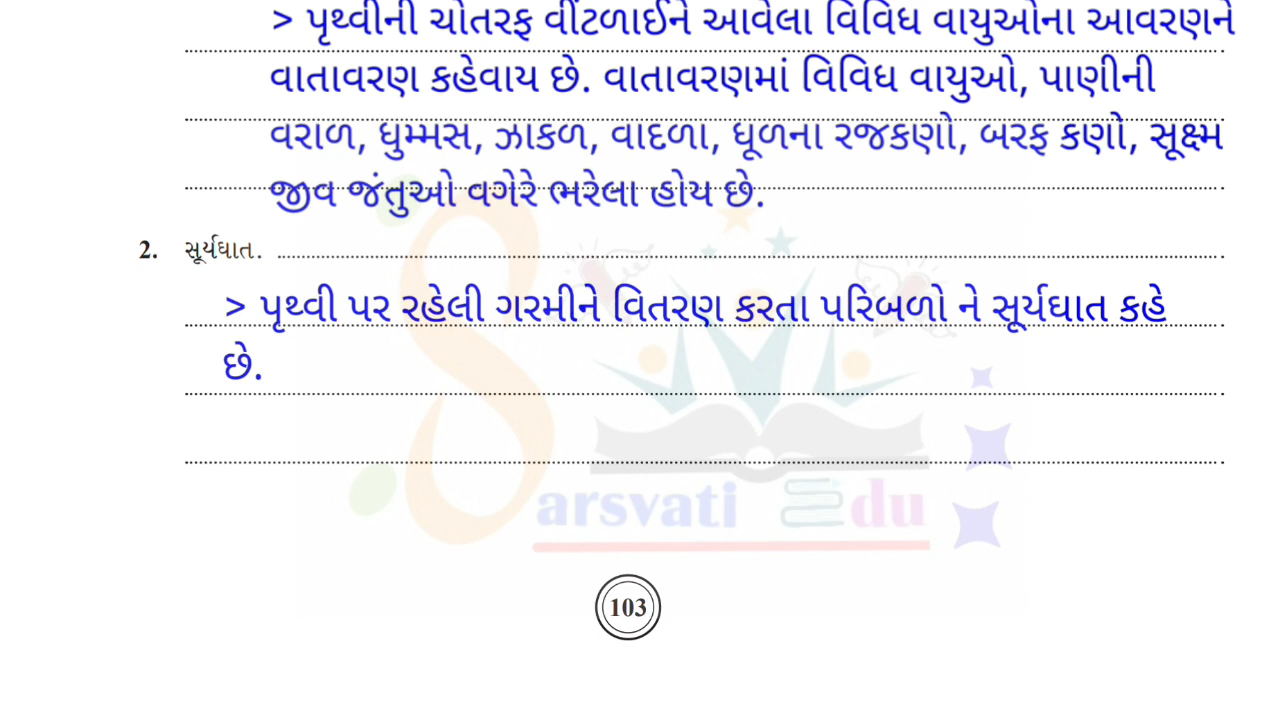 > પૃથ્વીની ચોતરફ વીંટળાઈને આવેલા વિવિધ વાયુઓના આવરણને
વાતાવરણ કહેવાય છે. વાતાવરણમાં વિવિધ વાયુઓ, પાણીની
વરાળ, ધુમ્મસ, ઝાકળ, વાદળા, ધૂળના રજકણો, બરફ કણો, સૂક્ષ્મ
જીવ જંતુઓ વગેરે ભરેલા હોય છે.
2. સૂર્યઘાત.
> પૃથ્વી પર રહેલી ગરમીને વિતરણ કરતા પરિબળો ને સૂર્યઘાત કહે
છે.
Sarsvati Edu
103